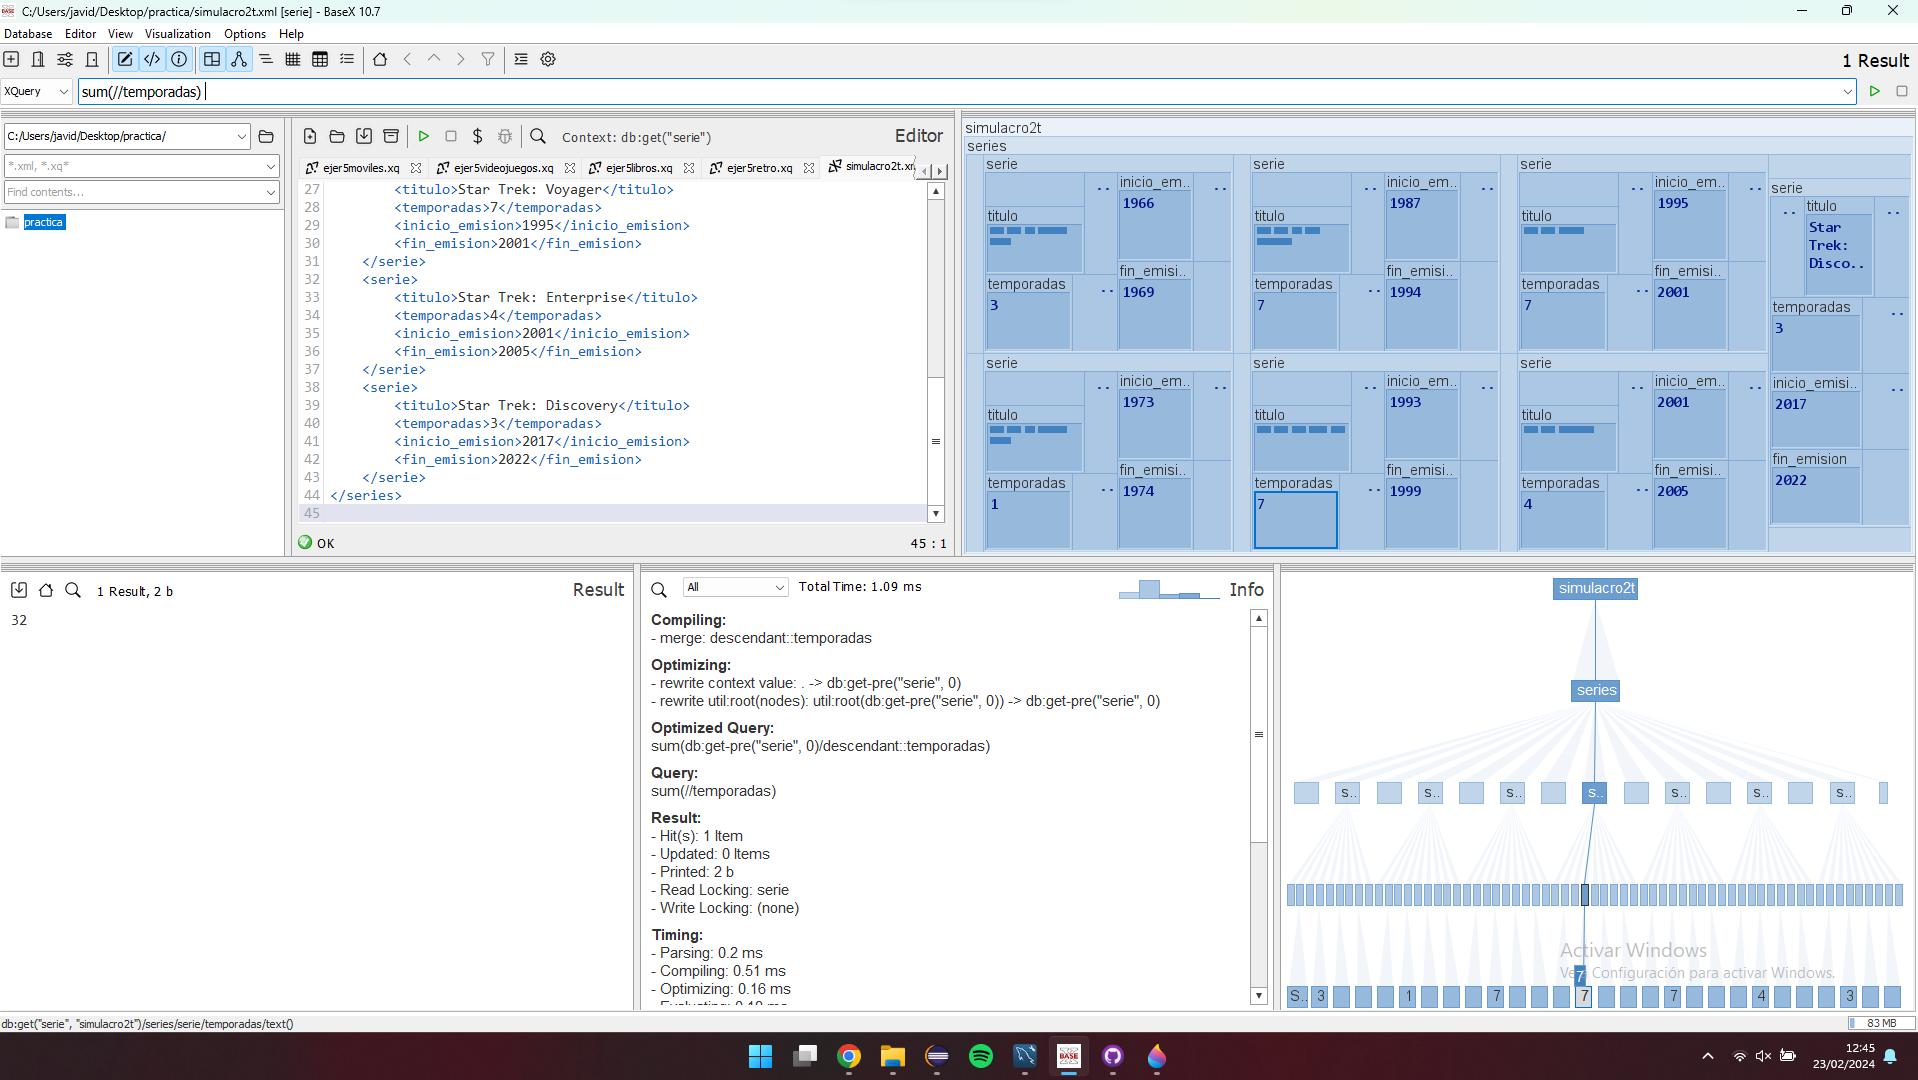 C:/Users/javid/Desktop/practica/simulacro2t.xml [serie] - BaseX 10.7
Database Editor View Visualization Options Help
1 Result
XQuery sum(//temporadas)
C:/Users/javid/Desktop/practica/
*.xml, *.xq*
Find contents...
practica
Context: db:get("serie")
Editor
ejer5moviles.xq ejer5videojuegos.xq ejer5libros.xq ejer5retro.xq simulacro2t.xm
27 <titulo>Star Trek: Voyager</titulo>
28 <temporadas>7</temporadas>
29 <inicio_emision>1995</inicio_emision>
30 <fin_emision>2001</fin_emision>
31 </serie>
32 <serie>
33 <titulo>Star Trek: Enterprise</titulo>
34 <temporadas>4</temporadas>
35 <inicio_emision>2001</inicio_emision>
36 <fin_emision>2005</fin_emision>
37 </serie>
38 <serie>
39 <titulo>Star Trek: Discovery</titulo>
40 <temporadas>3</temporadas>
41 <inicio_emision>2017</inicio_emision>
42 <fin_emision>2022</fin_emision>
43 </serie>
44 </series>
45
OK
45 : 1
simulacro2t
series
serie
titulo
temporadas
3
inicio_em..
1966
fin_emisi..
1969
serie
titulo
temporadas
7
inicio_em..
1987
fin_emisi..
1994
serie
titulo
temporadas
7
inicio_em..
1995
fin_emisi..
2001
serie
titulo
Star
Trek:
Disco..
temporadas
3
inicio_emisi..
2017
fin_emision
2022
serie
titulo
temporadas
1
inicio_em..
1973
fin_emisi..
1974
serie
titulo
temporadas
7
inicio_em..
1993
fin_emisi..
1999
serie
titulo
temporadas
4
inicio_em..
2001
fin_emisi..
2005
1 Result, 2 b
Result
32
All
Total Time: 1.09 ms
Info
Compiling:
- merge: descendant::temporadas
Optimizing:
- rewrite context value: . -> db:get-pre("serie", 0)
- rewrite util:root(nodes): util:root(db:get-pre("serie", 0)) -> db:get-pre("serie", 0)
Optimized Query:
sum(db:get-pre("serie", 0)/descendant::temporadas)
Query:
sum(//temporadas)
Result:
- Hit(s): 1 Item
- Updated: 0 Items
- Printed: 2 b
- Read Locking: serie
- Write Locking: (none)
Timing:
- Parsing: 0.2 ms
- Compiling: 0.51 ms
- Optimizing: 0.16 ms
simulacro2t
series
s.. s.. s.. s.. s.. s.. s..
Activar Windows
Ve Configuración para activar Windows.
7
S.. 3 1 7 7 7 4 3
db:get("serie", "simulacro2t")/series/serie/temporadas/text()
83 MB
BASE
12:45
23/02/2024